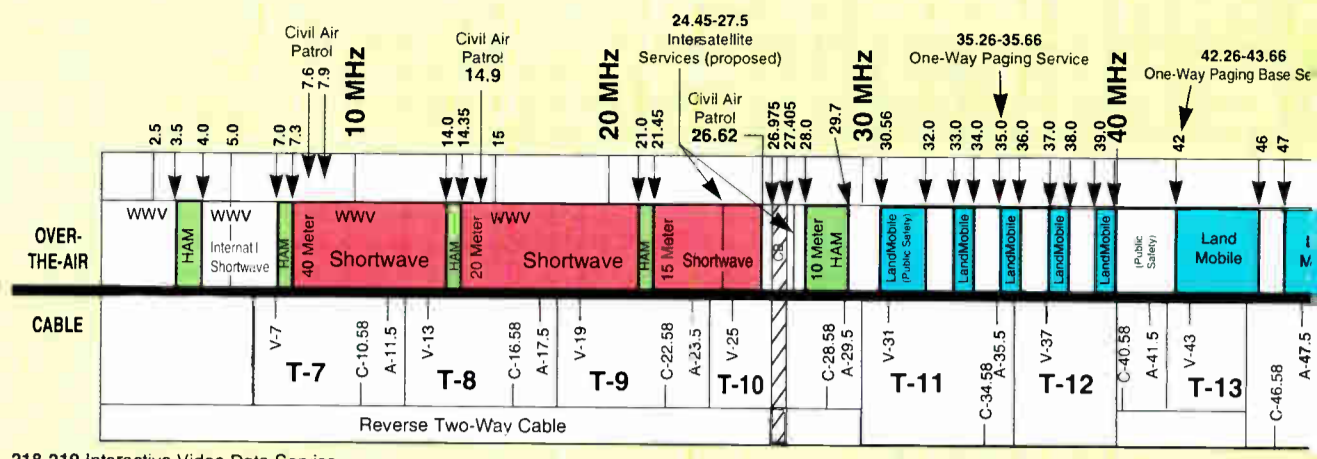 24.45-27.5
Intersatellite
Services (proposed)
35.26-35.66
One-Way Paging Service
42.26-43.66
One-Way Paging Base Se
Civil Air
Patrol
7.6
7.9
Civil Air
Patrol
14.9
Civil Air
Patrol
26.62
10 MHz
20 MHz
30 MHz
40 MHz
2.5
3.5
4.0
5.0
7.0
7.3
14.0
14.35
15
21.0
21.45
26.975
27.405
28.0
29.7
30.56
32.0
33.0
34.0
35.0
36.0
37.0
38.0
39.0
42
46
47
OVER-
THE-AIR
WWV
HAM
WWV
Internat'l
Shortwave
HAM
40 Meter
WWV
Shortwave
HAM
20 Meter
WWV
Shortwave
HAM
15 Meter
Shortwave
CB
10 Meter
HAM
LandMobile
(Public Safety)
LandMobile
LandMobile
LandMobile
LandMobile
(Public
Safety)
Land
Mobile
CABLE
V-7
T-7
C-10.58
A-11.5
V-13
T-8
C-16.58
A-17.5
V-19
T-9
C-22.58
A-23.5
V-25
T-10
C-28.58
A-29.5
V-31
T-11
C-34.58
A-35.5
V-37
T-12
C-40.58
A-41.5
V-43
T-13
C-46.58
A-47.5
Reverse Two-Way Cable
218-219 Interactive Video Data Service